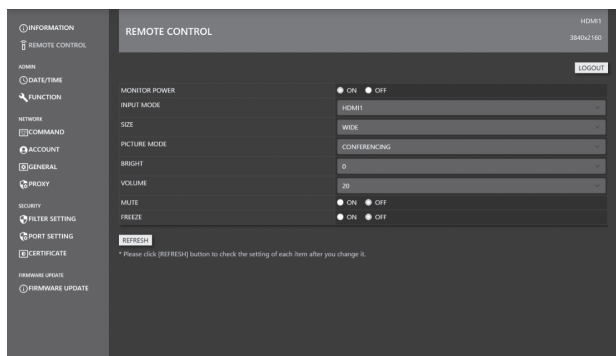 INFORMATION
REMOTE CONTROL
ADMIN
DATE/TIME
FUNCTION
NETWORK
COMMAND
ACCOUNT
GENERAL
PROXY
SECURITY
FILTER SETTING
PORT SETTING
CERTIFICATE
FIRMWARE UPDATE
FIRMWARE UPDATE
REMOTE CONTROL
HDMI1
3840x2160
LOGOUT
MONITOR POWER ON OFF
INPUT MODE HDMI1
SIZE WIDE
PICTURE MODE CONFERENCING
BRIGHT 0
VOLUME 20
MUTE ON OFF
FREEZE ON OFF
REFRESH
* Please click [REFRESH] button to check the setting of each item after you change it.